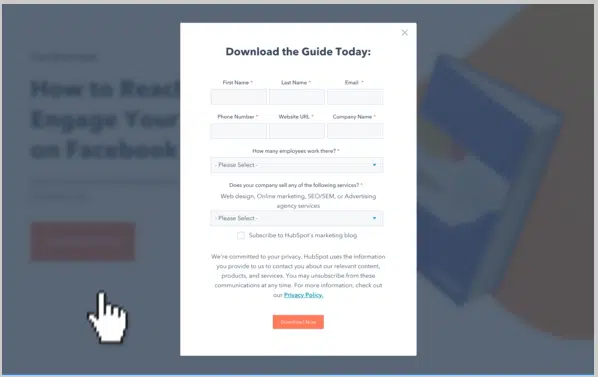 Download the Guide Today:
How to Reach
Engage Your
on Facebook
First Name * Last Name * Email *
Phone Number * Website URL * Company Name *
How many employees work there? *
- Please Select -
Does your company sell any of the following services? *
Web design, Online marketing, SEO/SEM, or Advertising
agency services
- Please Select -
Subscribe to HubSpot's marketing blog
We're committed to your privacy. HubSpot uses the information
you provide to us to contact you about our relevant content,
products, and services. You may unsubscribe from these
communications at any time. For more information, check out
our Privacy Policy.
Download Now